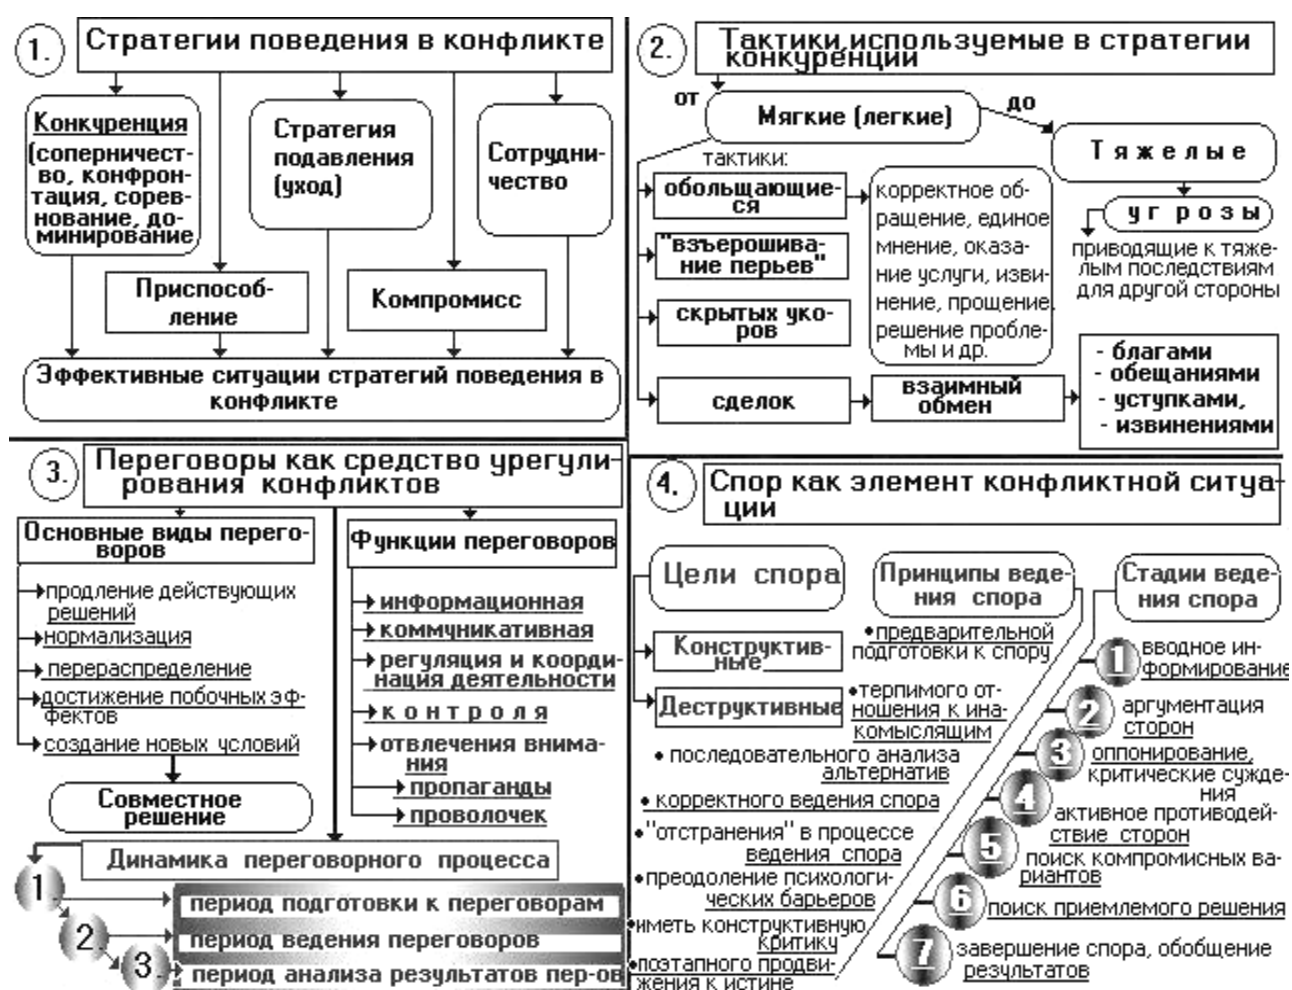 1.
Стратегии поведения в конфликте
Конкуренция
(соперничест-
во, конфрон-
тация, сорев-
нование, до-
минирование
Стратегия
подавления
(уход)
Сотрудни-
чество
Приспособ-
ление
Компромисс
Эффективные ситуации стратегий поведения в
конфликте
2.
Тактики,используемые в стратегии
конкуренции
от
Мягкие (легкие)
до
Тяжелые
тактики:
обольщающие-
ся
"взъерошива-
ние перьев"
скрытых уко-
ров
сделок
корректное об-
ращение, единое
мнение, оказа-
ние услуги, изви-
нение, прощение,
решение пробле-
мы и др.
угрозы
приводящие к тяже-
лым последствиям
для другой стороны
взаимный
обмен
- благами
- обещаниями
- уступками,
- извинениями
3.
Переговоры как средство урегули-
рования конфликтов
Основные виды перего-
воров
продление действующих
решений
нормализация
перераспределение
достижение побочных эф-
фектов
создание новых условий
Совместное
решение
Функции переговоров
информационная
коммуникативная
регуляция и коорди-
нация деятельности
контроля
отвлечения внима-
ния
пропаганды
проволочек
Динамика переговорного процесса
1
период подготовки к переговорам
2
период ведения переговоров
3.
период анализа результатов пер-ов
4.
Спор как элемент конфликтной ситуа-
ции
Цели спора
Конструктив-
ные
Деструктивные
Принципы веде-
ния спора
•предварительной
подготовки к спору
•терпимого от-
ношения к ина-
комыслящим
• последовательного анализа
альтернатив
• корректного ведения спора
•"отстранения" в процессе
ведения спора
•преодоление психологи-
ческих барьеров
•иметь конструктивную
критику
•поэтапного продви-
жения к истине
Стадии веде-
ния спора
1
вводное ин-
формирование
2
аргументация
сторон
3
оппонирование,
критические сужде-
ния
4
активное противодей-
ствие сторон
5
поиск компромисных ва-
риантов
6
поиск приемлемого решения
7
завершение спора, обобщение
результатов